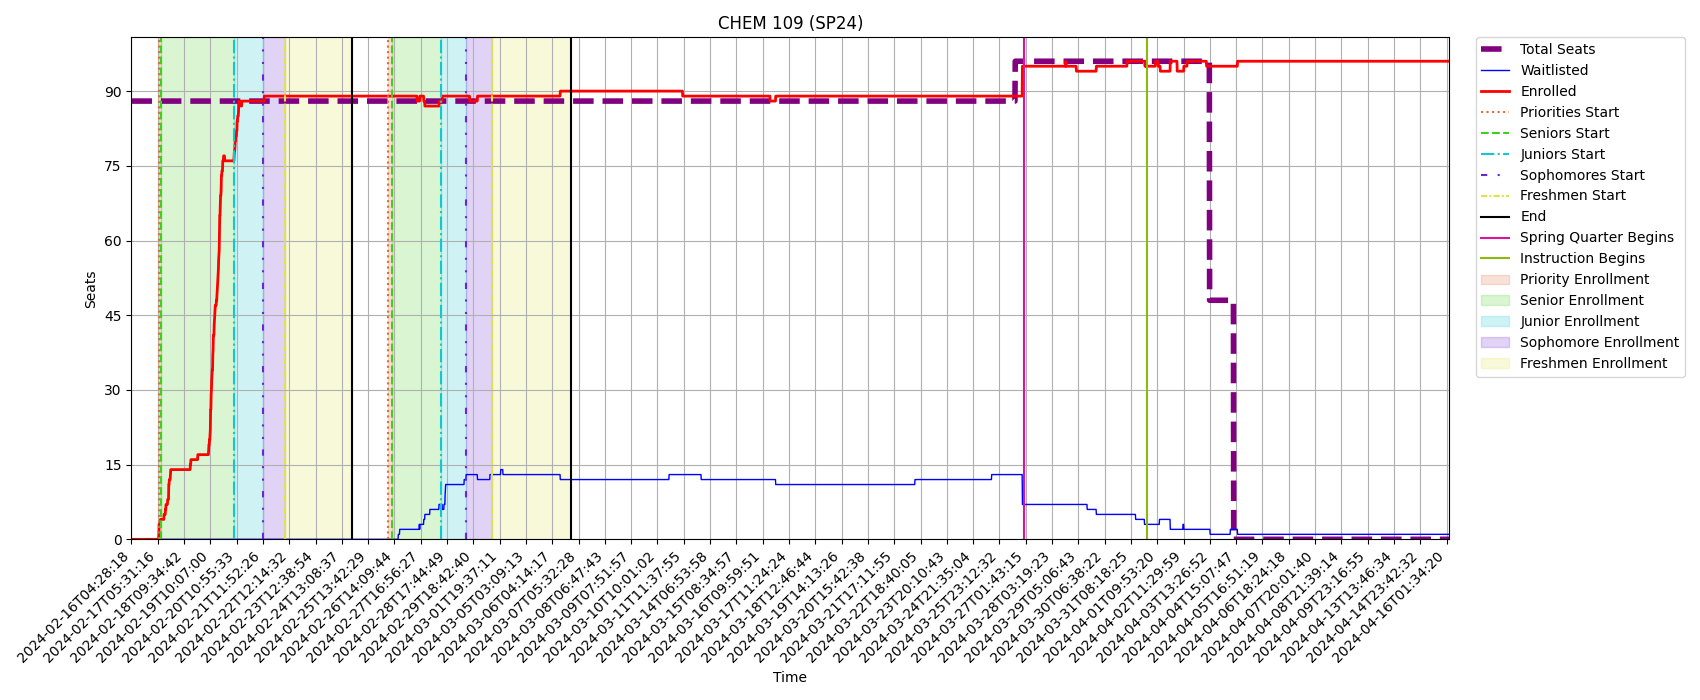 CHEM 109 (SP24)
Seats
90
75
60
45
30
15
0
2024-02-16T04:28:18
2024-02-17T05:31:16
2024-02-18T09:34:42
2024-02-19T10:07:00
2024-02-20T10:55:33
2024-02-21T11:52:26
2024-02-22T12:14:32
2024-02-23T12:38:54
2024-02-24T13:08:37
2024-02-25T13:42:29
2024-02-26T14:09:44
2024-02-27T16:56:27
2024-02-28T17:44:49
2024-02-29T18:42:40
2024-03-01T19:37:11
2024-03-05T03:09:13
2024-03-06T04:14:17
2024-03-07T05:32:28
2024-03-08T06:47:43
2024-03-09T07:51:57
2024-03-10T10:01:02
2024-03-11T11:37:55
2024-03-14T06:53:58
2024-03-15T08:34:57
2024-03-16T09:59:51
2024-03-17T11:24:24
2024-03-18T12:46:44
2024-03-19T14:13:26
2024-03-20T15:42:38
2024-03-21T17:11:55
2024-03-22T18:40:05
2024-03-23T20:10:43
2024-03-24T21:35:04
2024-03-25T23:12:32
2024-03-27T01:43:15
2024-03-28T03:19:23
2024-03-29T05:06:43
2024-03-30T06:38:22
2024-03-31T08:18:25
2024-04-01T09:53:20
2024-04-02T11:29:59
2024-04-03T13:26:52
2024-04-04T15:07:47
2024-04-05T16:51:19
2024-04-06T18:24:18
2024-04-07T20:01:40
2024-04-08T21:39:14
2024-04-09T23:16:55
2024-04-13T13:46:34
2024-04-14T23:42:32
2024-04-16T01:34:20
Time
Total Seats
Waitlisted
Enrolled
Priorities Start
Seniors Start
Juniors Start
Sophomores Start
Freshmen Start
End
Spring Quarter Begins
Instruction Begins
Priority Enrollment
Senior Enrollment
Junior Enrollment
Sophomore Enrollment
Freshmen Enrollment